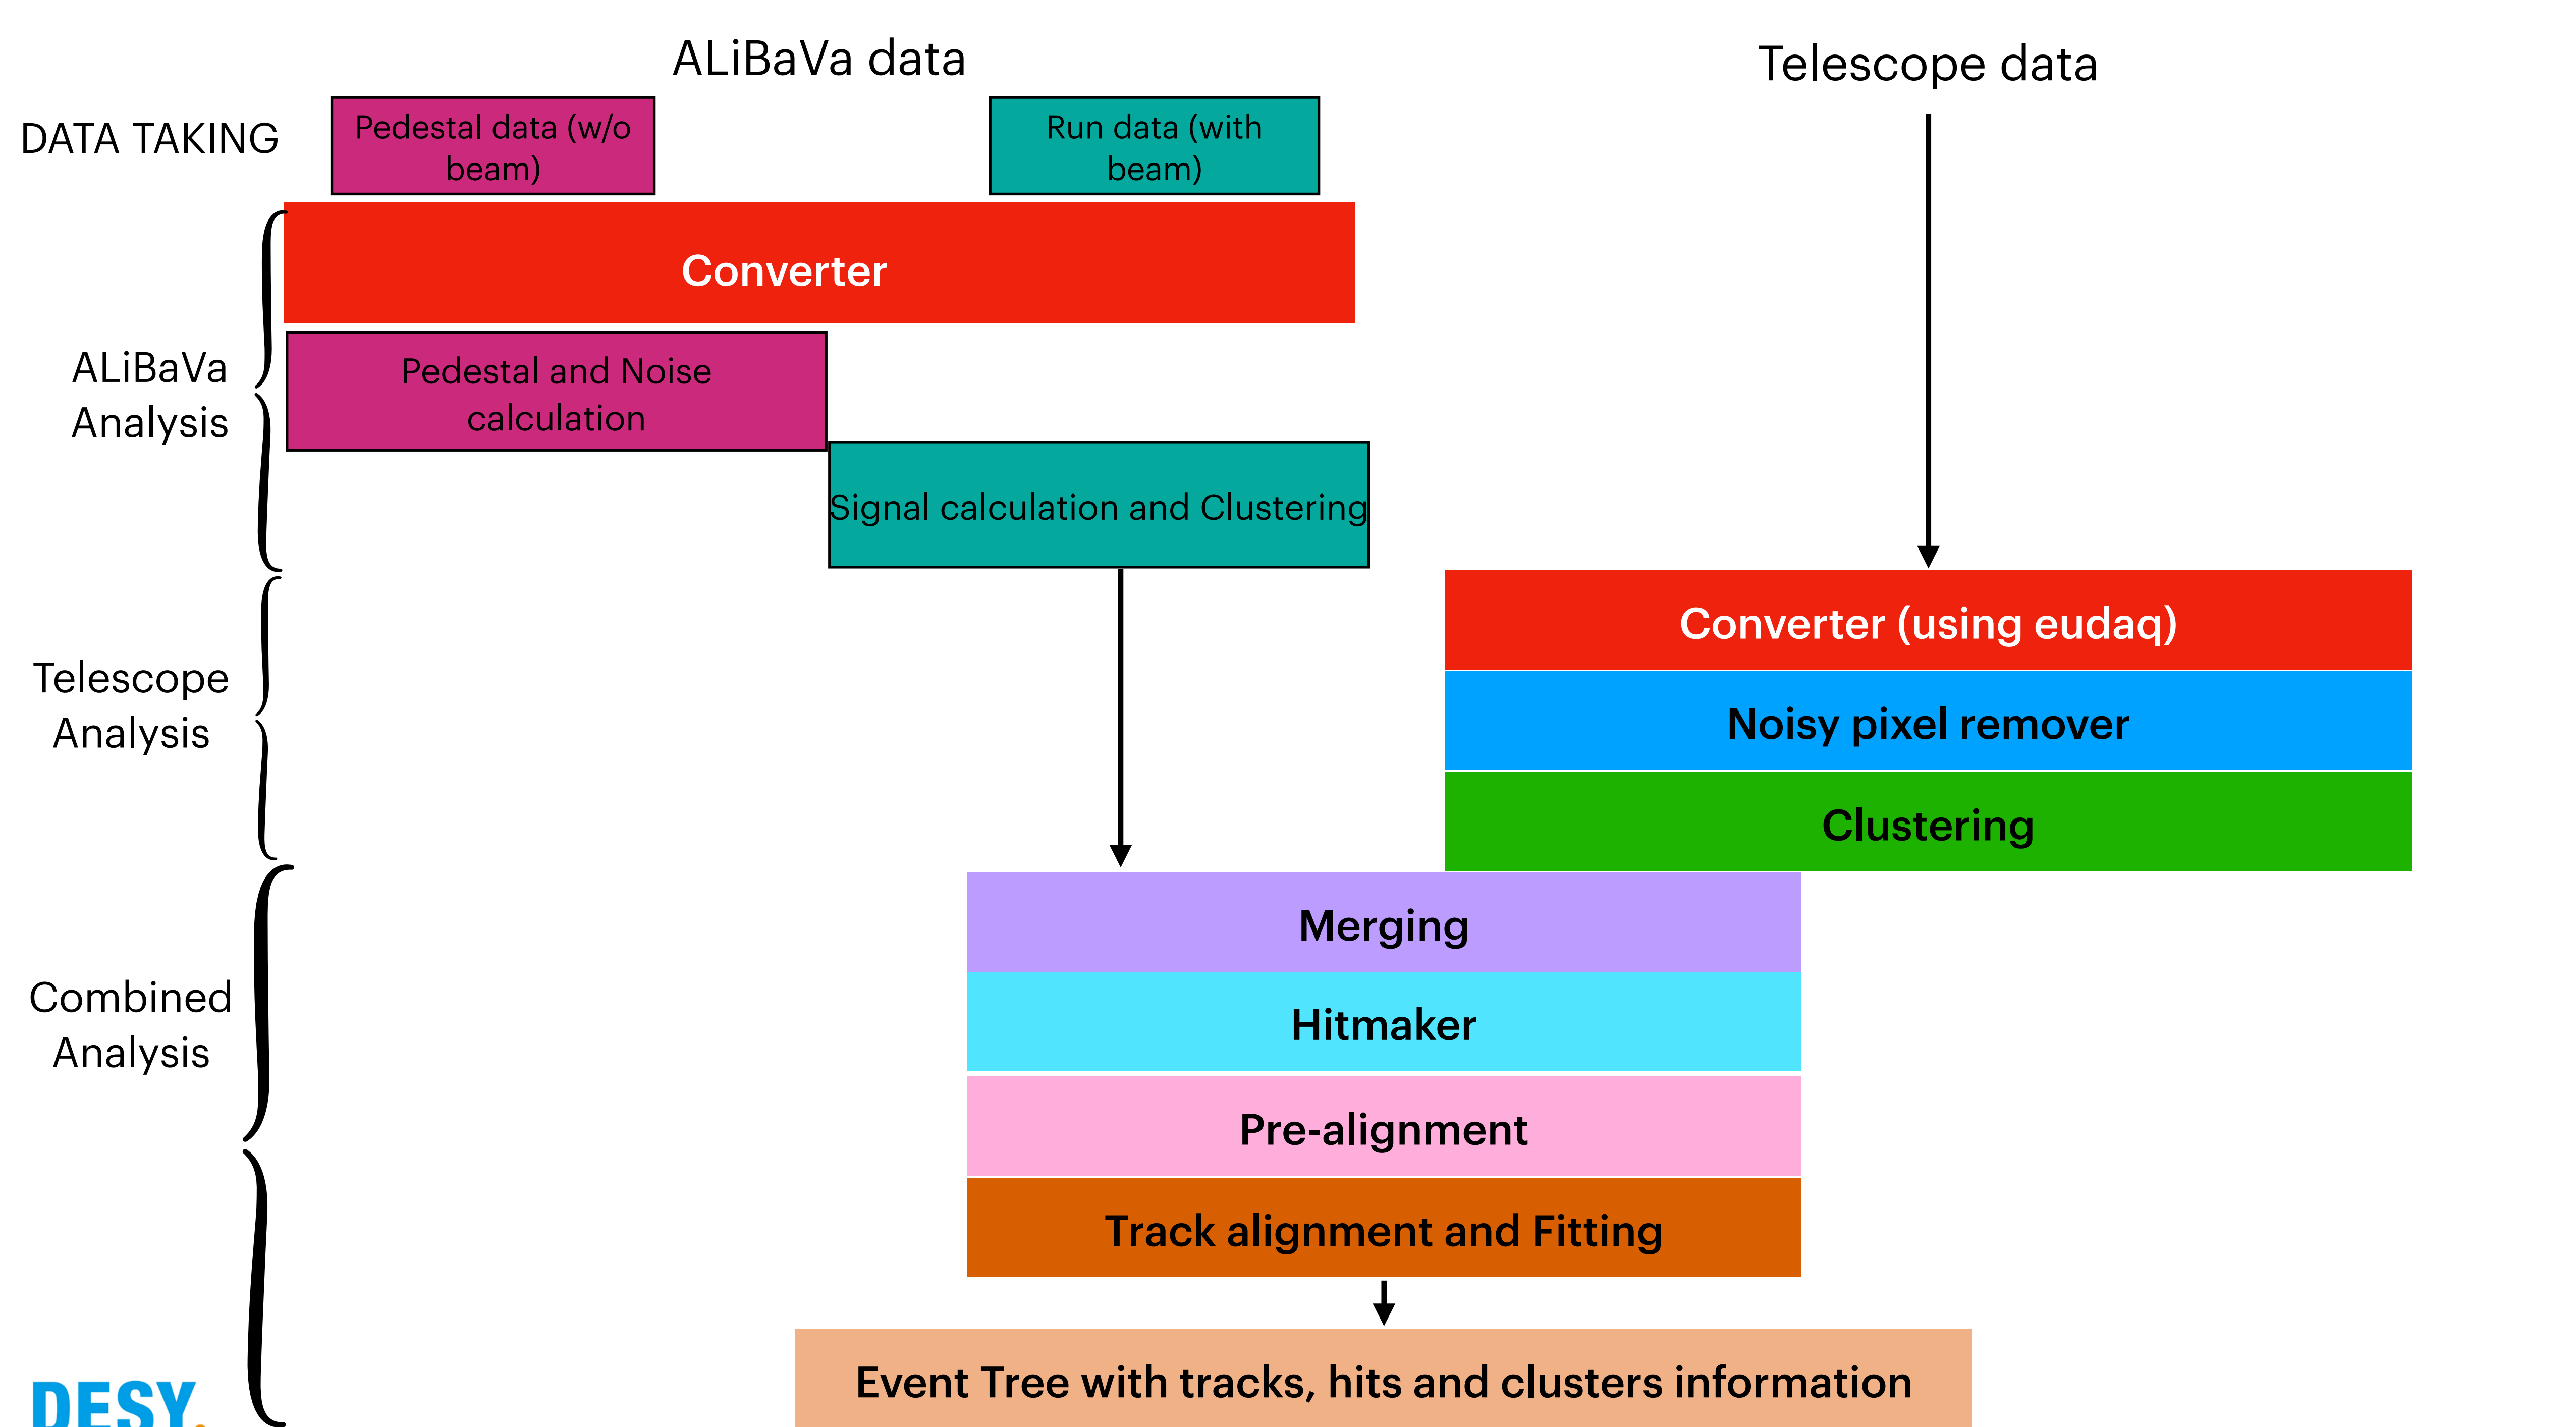 ALiBaVa data
Telescope data
DATA TAKING
Pedestal data (w/o
beam)
Run data (with
beam)
Converter
ALiBaVa
Analysis
Pedestal and Noise
calculation
Signal calculation and Clustering
Telescope
Analysis
Converter (using eudaq)
Noisy pixel remover
Clustering
Combined
Analysis
Merging
Hitmaker
Pre-alignment
Track alignment and Fitting
Event Tree with tracks, hits and clusters information
DESY.